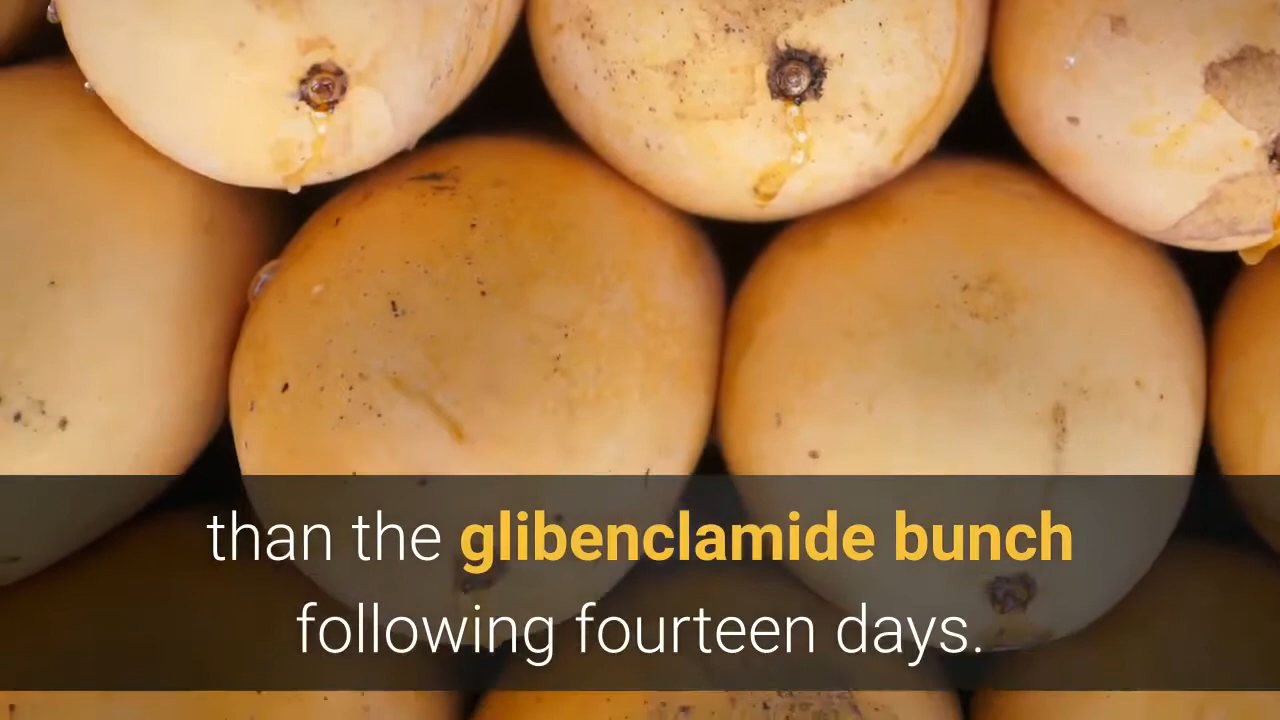 than the glibenclamide bunch
following fourteen days.